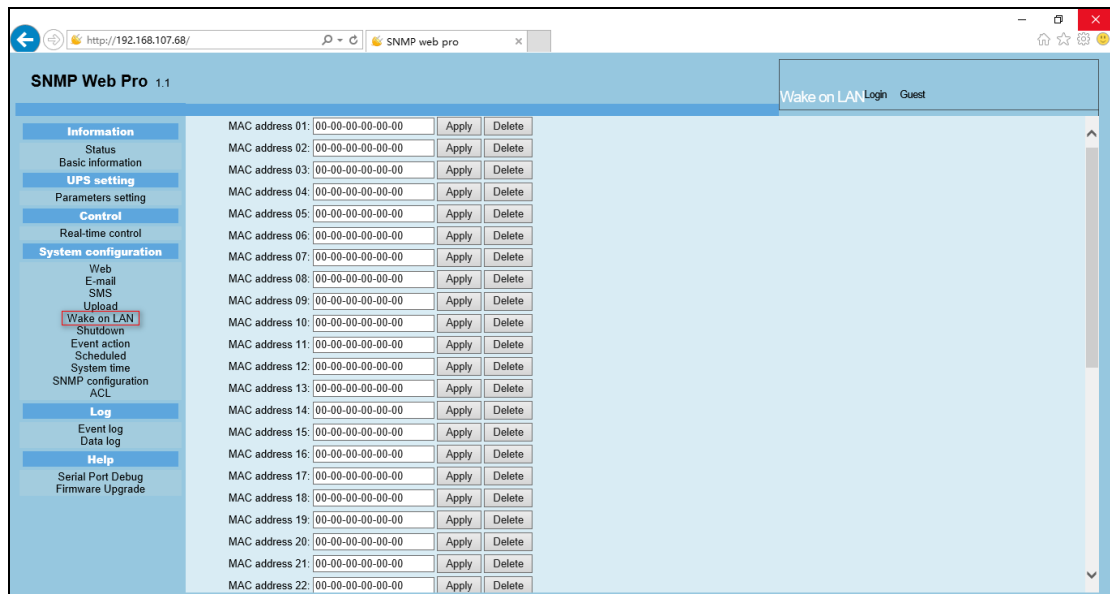 http://192.168.107.68/
SNMP web pro
SNMP Web Pro 1.1
Wake on LAN Login Guest
Information
Status
Basic information
UPS setting
Parameters setting
Control
Real-time control
System configuration
Web
E-mail
SMS
Upload
Wake on LAN
Shutdown
Event action
Scheduled
System time
SNMP configuration
ACL
Log
Event log
Data log
Help
Serial Port Debug
Firmware Upgrade
MAC address 01: 00-00-00-00-00-00 Apply Delete
MAC address 02: 00-00-00-00-00-00 Apply Delete
MAC address 03: 00-00-00-00-00-00 Apply Delete
MAC address 04: 00-00-00-00-00-00 Apply Delete
MAC address 05: 00-00-00-00-00-00 Apply Delete
MAC address 06: 00-00-00-00-00-00 Apply Delete
MAC address 07: 00-00-00-00-00-00 Apply Delete
MAC address 08: 00-00-00-00-00-00 Apply Delete
MAC address 09: 00-00-00-00-00-00 Apply Delete
MAC address 10: 00-00-00-00-00-00 Apply Delete
MAC address 11: 00-00-00-00-00-00 Apply Delete
MAC address 12: 00-00-00-00-00-00 Apply Delete
MAC address 13: 00-00-00-00-00-00 Apply Delete
MAC address 14: 00-00-00-00-00-00 Apply Delete
MAC address 15: 00-00-00-00-00-00 Apply Delete
MAC address 16: 00-00-00-00-00-00 Apply Delete
MAC address 17: 00-00-00-00-00-00 Apply Delete
MAC address 18: 00-00-00-00-00-00 Apply Delete
MAC address 19: 00-00-00-00-00-00 Apply Delete
MAC address 20: 00-00-00-00-00-00 Apply Delete
MAC address 21: 00-00-00-00-00-00 Apply Delete
MAC address 22: 00-00-00-00-00-00 Apply Delete